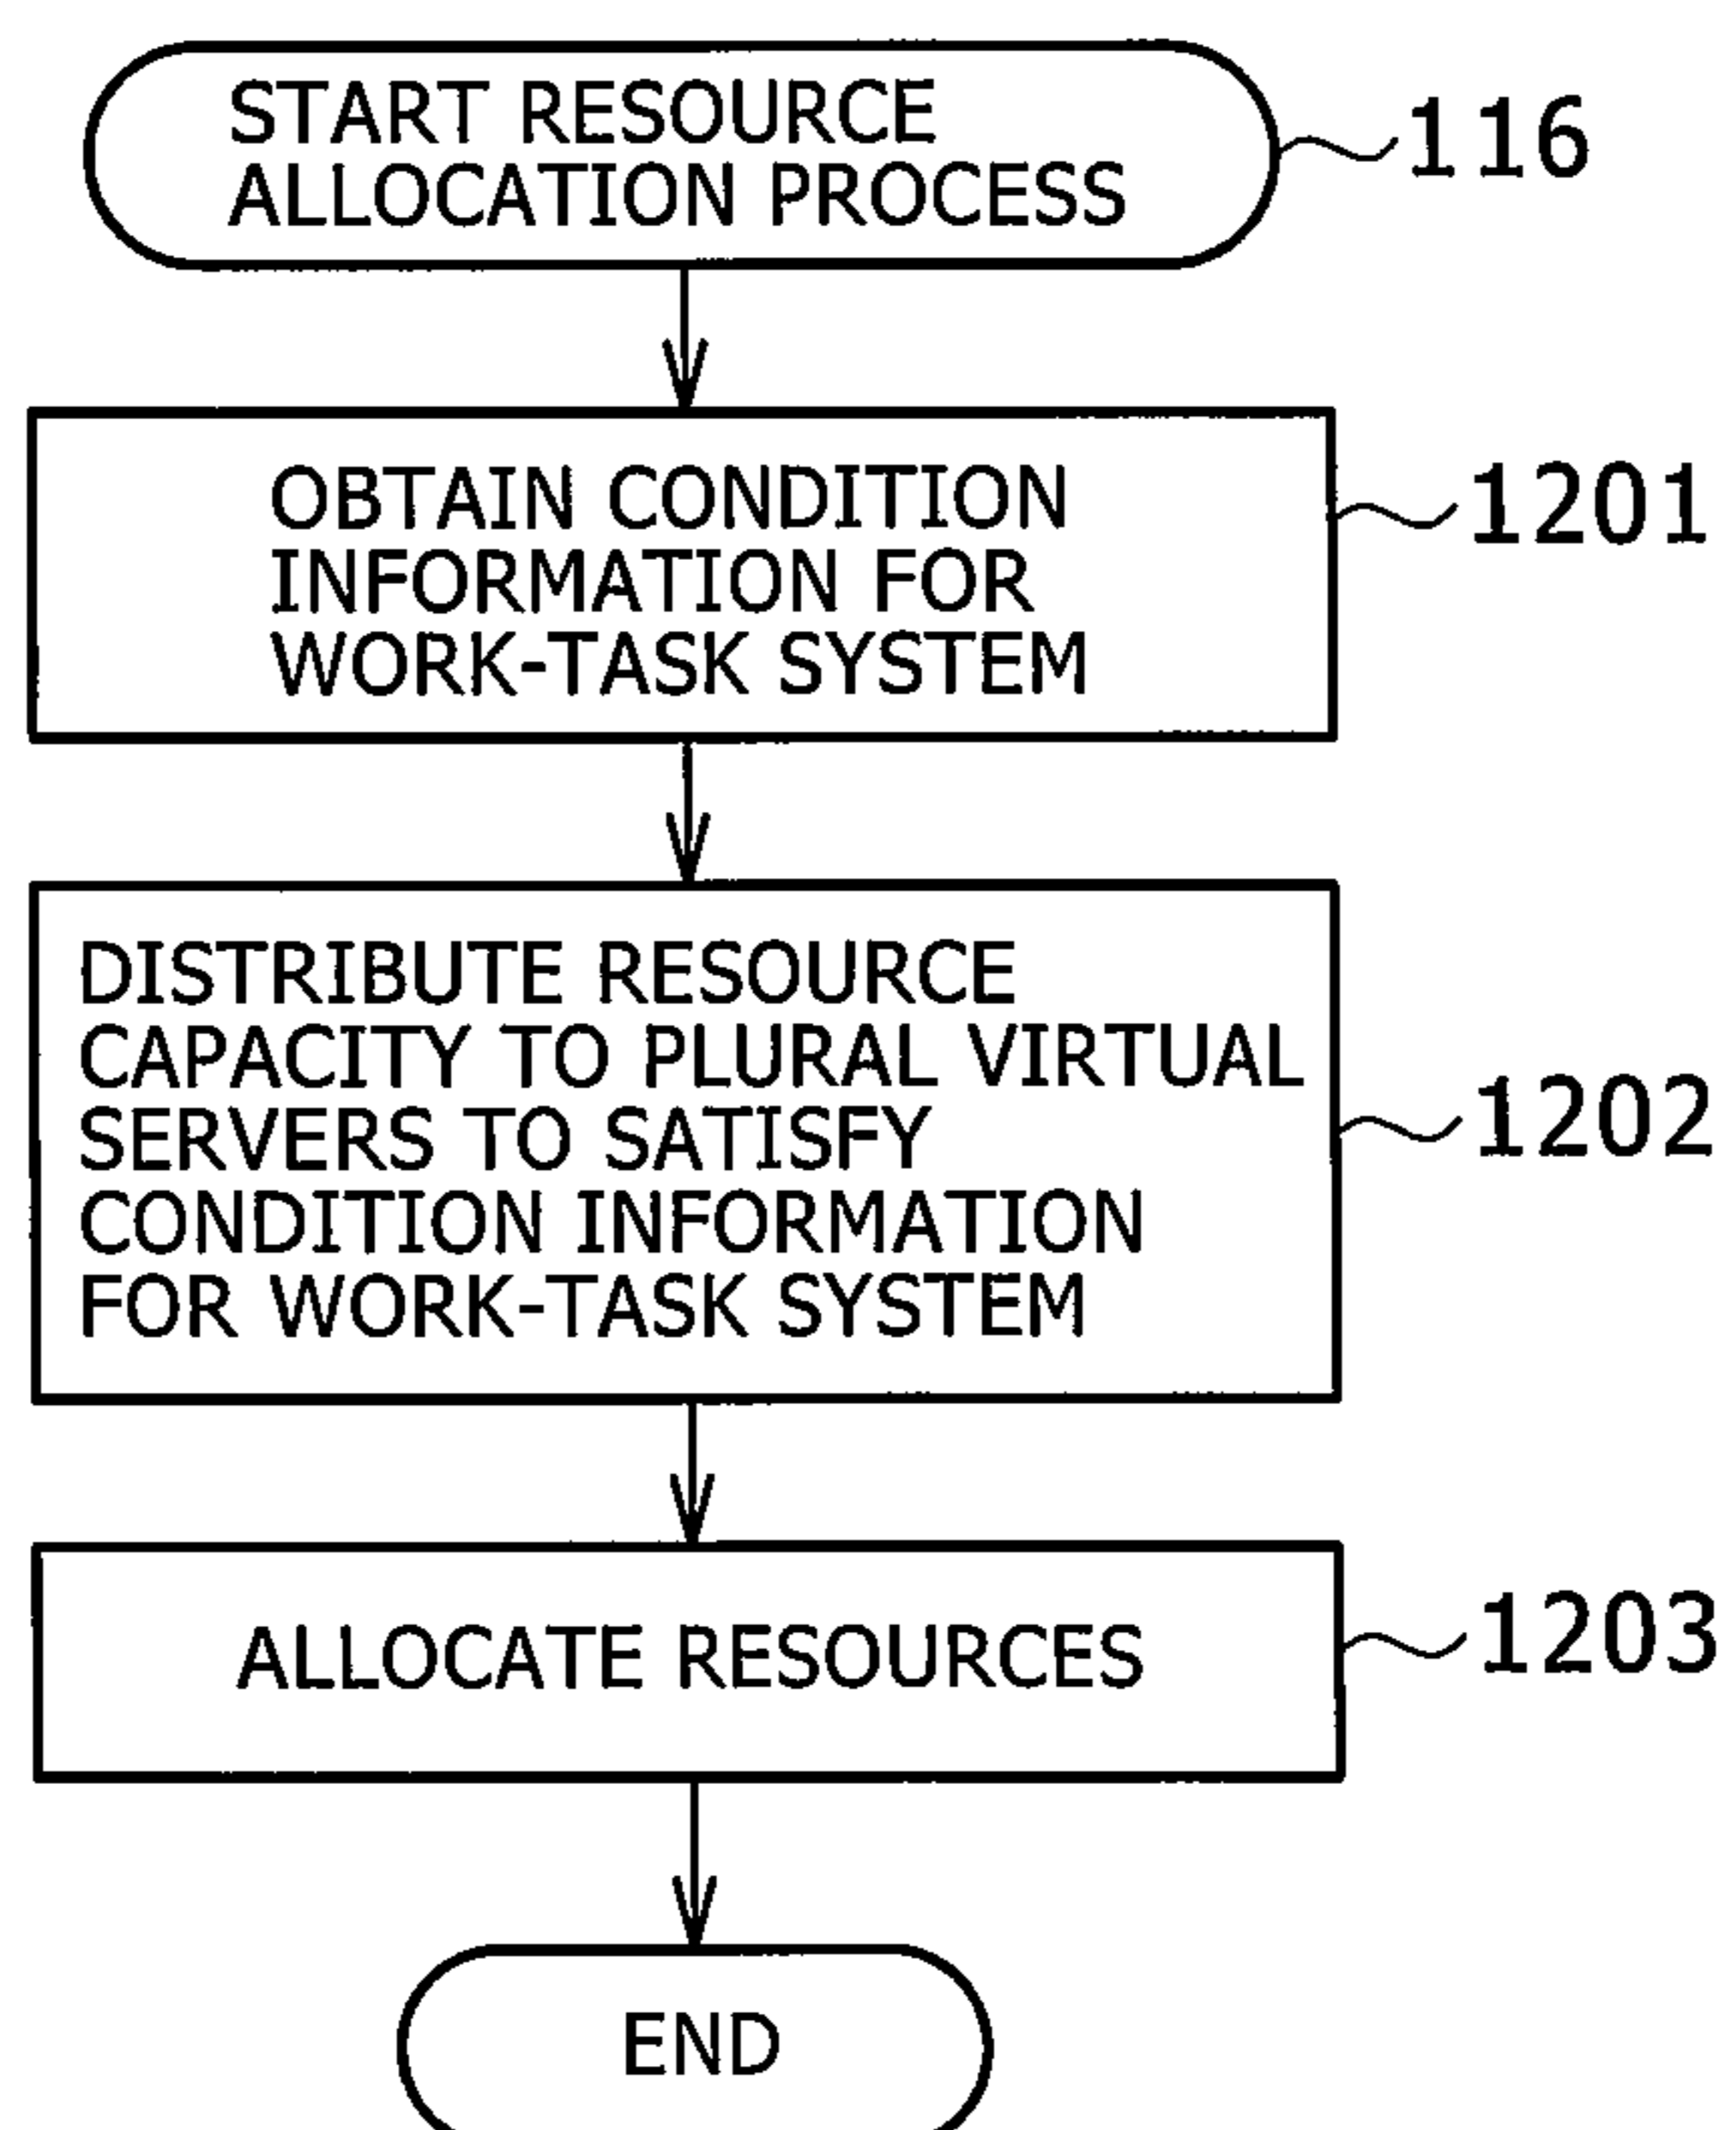 START RESOURCE
ALLOCATION PROCESS
116
OBTAIN CONDITION
INFORMATION FOR
WORK-TASK SYSTEM
1201
DISTRIBUTE RESOURCE
CAPACITY TO PLURAL VIRTUAL
SERVERS TO SATISFY
CONDITION INFORMATION
FOR WORK-TASK SYSTEM
1202
ALLOCATE RESOURCES
1203
END